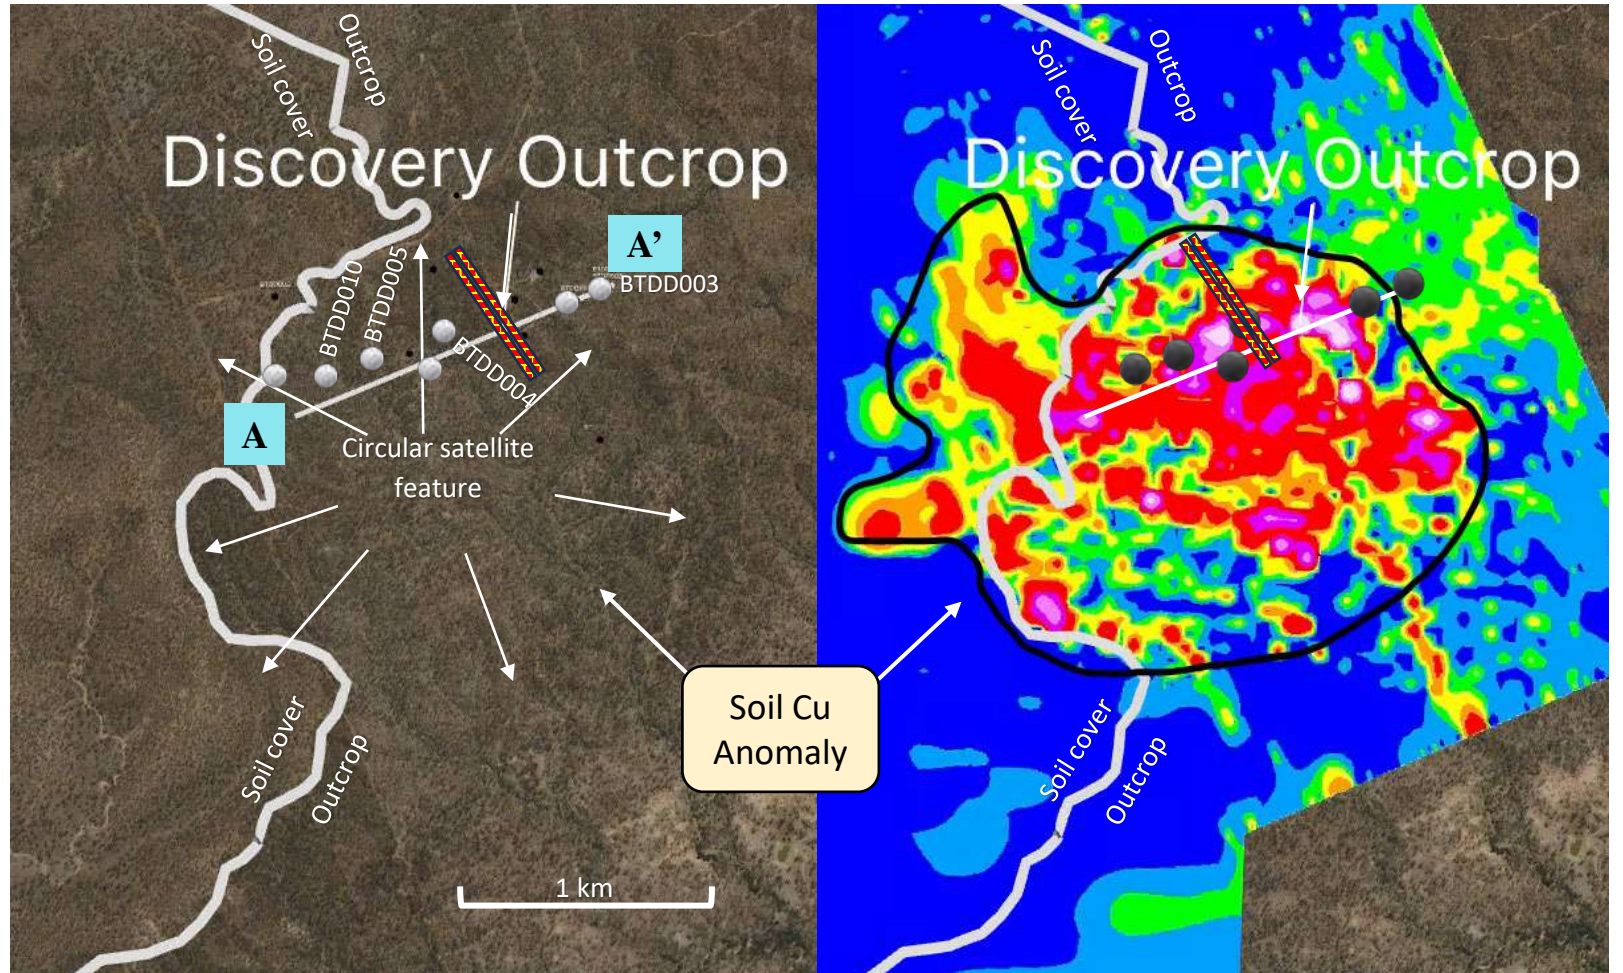 Outcrop
Soil cover
Discovery Outcrop
A'
BTDD010
BTDD005
BTDD003
BTDD004
A
Circular satellite
feature
Soil cover
Outcrop
1 km
Soil Cu
Anomaly
Outcrop
Soil cover
Discovery Outcrop
Soil cover
Outcrop